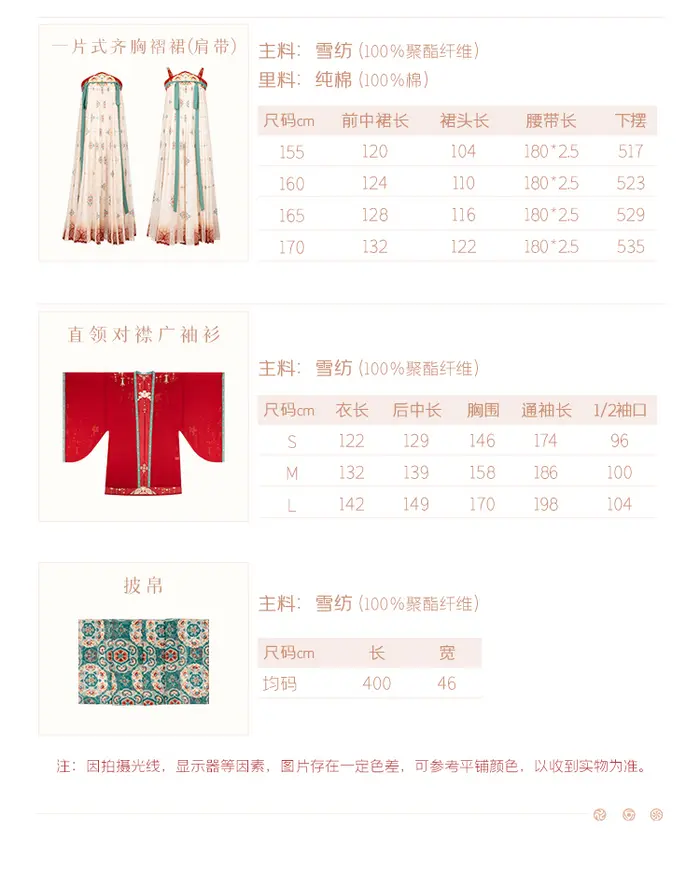 一片式齐胸褶裙(肩带)
主料：雪纺 (100%聚酯纤维)
里料：纯棉 (100%棉)
尺码cm 前中裙长 裙头长 腰带长 下摆
155 120 104 180*2.5 517
160 124 110 180*2.5 523
165 128 116 180*2.5 529
170 132 122 180*2.5 535
直领对襟广袖衫
主料：雪纺 (100%聚酯纤维)
尺码cm 衣长 后中长 胸围 通袖长 1/2袖口
S 122 129 146 174 96
M 132 139 158 186 100
L 142 149 170 198 104
披帛
主料：雪纺 (100%聚酯纤维)
尺码cm 长 宽
均码 400 46
注：因拍摄光线，显示器等因素，图片存在一定色差，可参考平铺颜色，以收到实物为准。